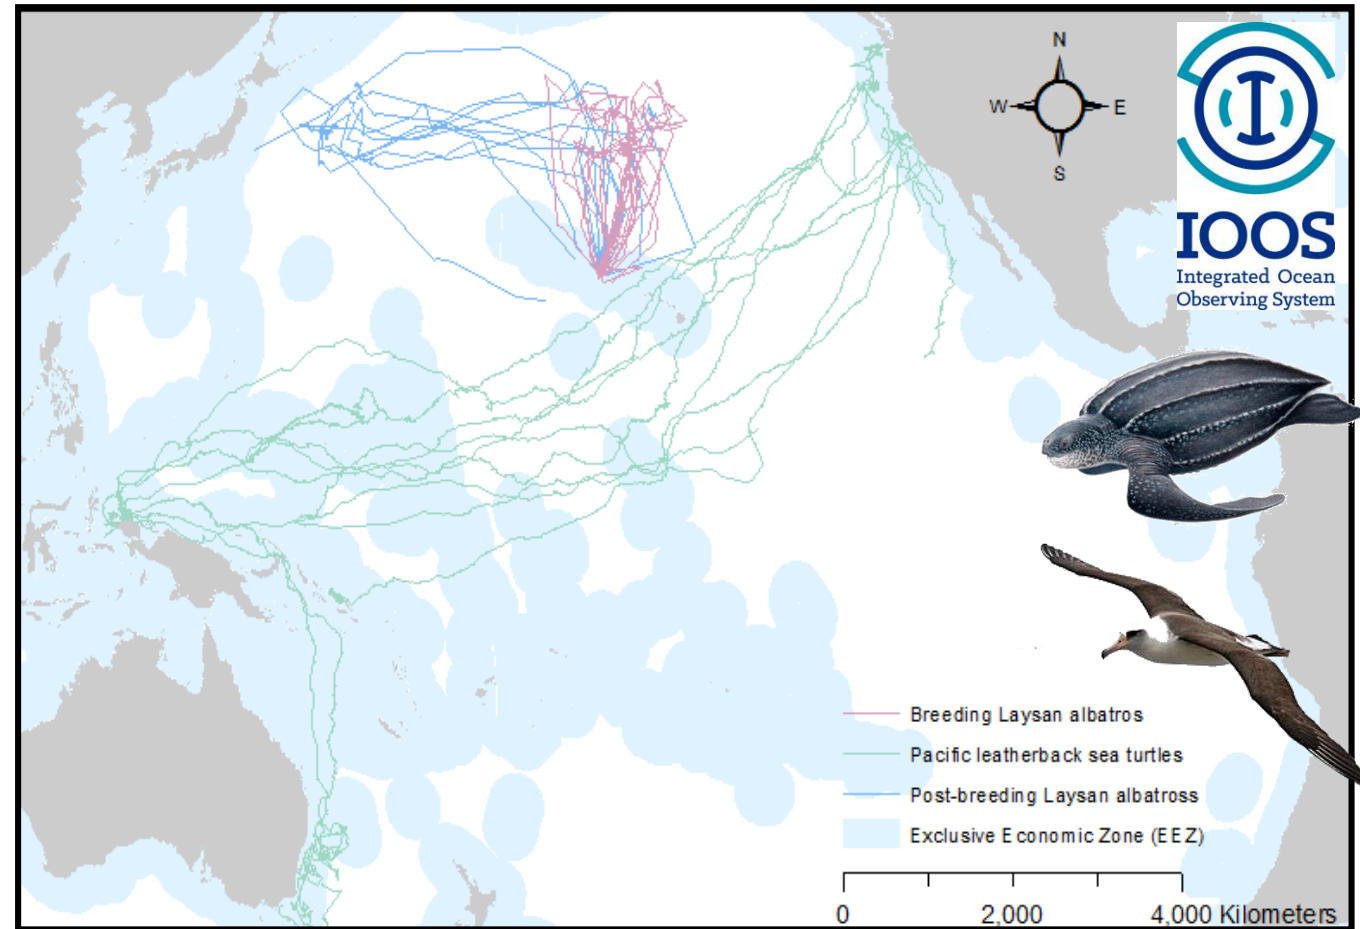 N
W
E
S
IOOS
Integrated Ocean
Observing System
Breeding Laysan albatros
Pacific leatherback sea turtles
Post-breeding Laysan albatross
Exclusive Economic Zone (EEZ)
0 2,000 4,000 Kilometers